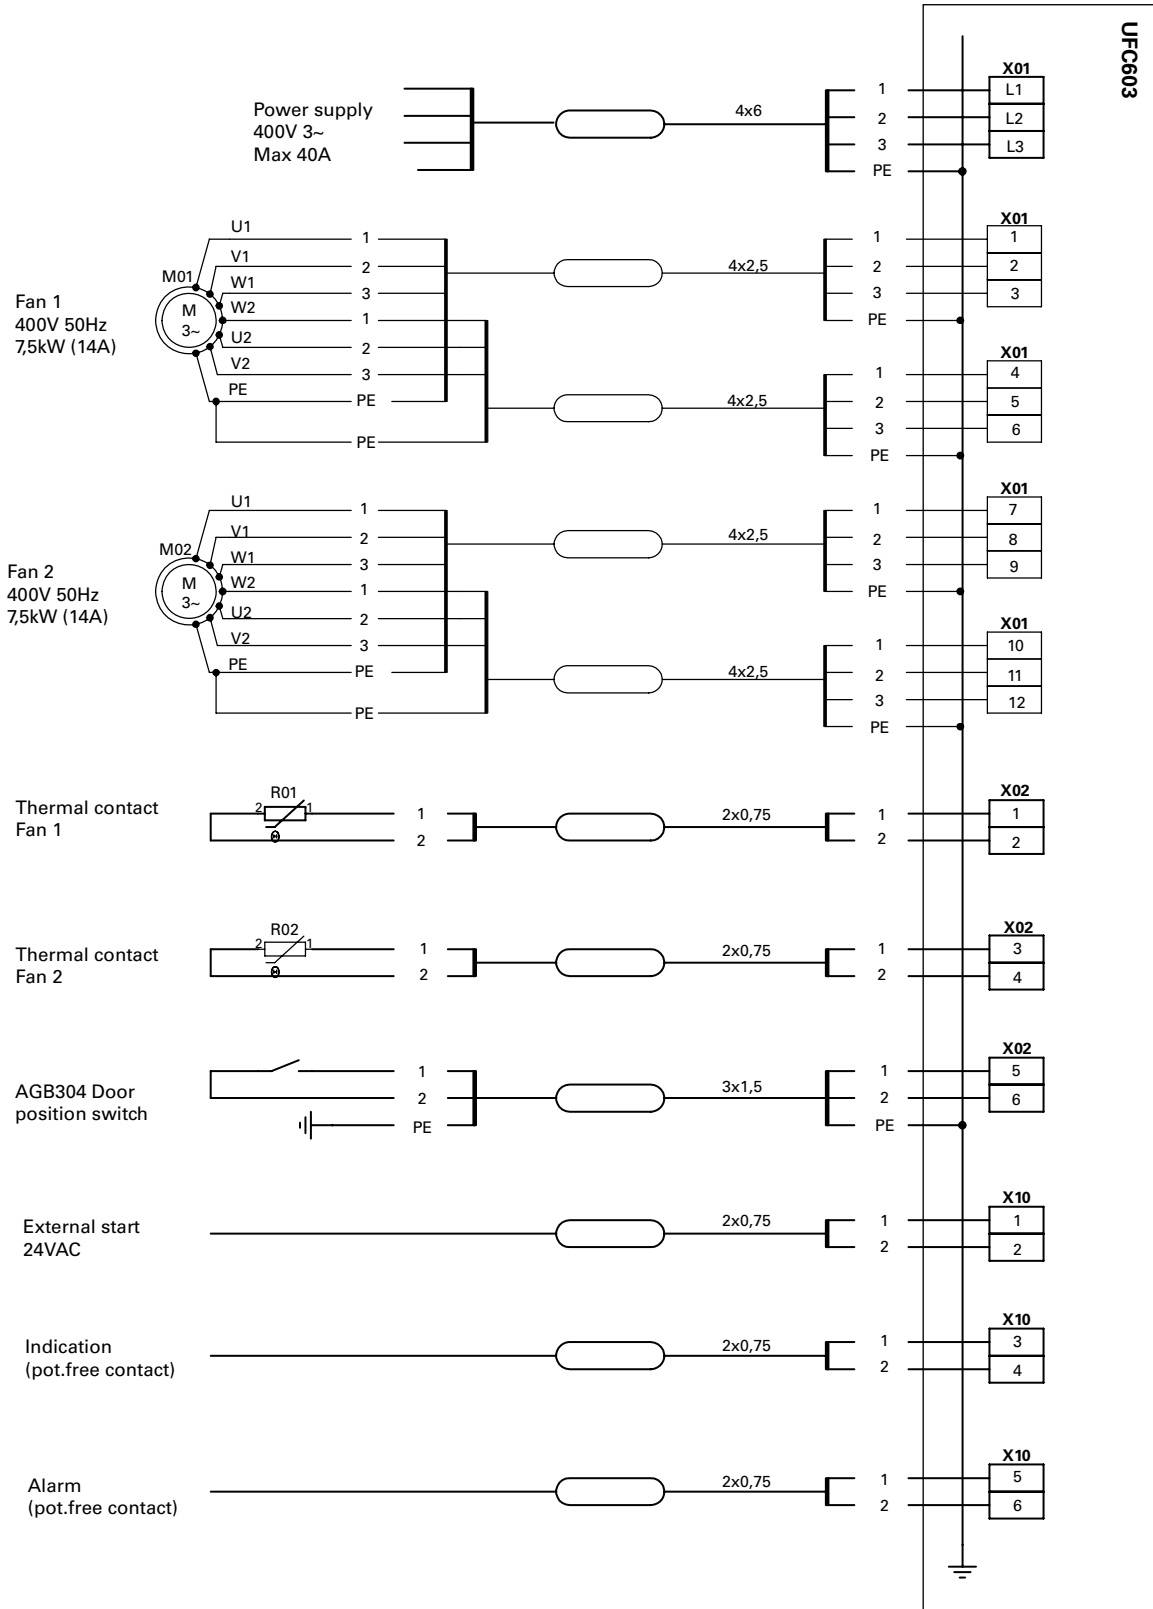 UFC603
Power supply
400V 3~
Max 40A
4x6
1
2
3
PE
X01
L1
L2
L3
Fan 1
400V 50Hz
7,5kW (14A)
M01
M
3~
U1
V1
W1
W2
U2
V2
PE
1
2
3
1
2
3
PE
PE
4x2,5
1
2
3
PE
X01
1
2
3
4x2,5
1
2
3
PE
X01
4
5
6
Fan 2
400V 50Hz
7,5kW (14A)
M02
M
3~
U1
V1
W1
W2
U2
V2
PE
1
2
3
1
2
3
PE
PE
4x2,5
1
2
3
PE
X01
7
8
9
4x2,5
1
2
3
PE
X01
10
11
12
Thermal contact
Fan 1
R01
2 1
Θ
1
2
2x0,75
1
2
X02
1
2
Thermal contact
Fan 2
R02
2 1
Θ
1
2
2x0,75
1
2
X02
3
4
AGB304 Door
position switch
1
2
PE
3x1,5
1
2
PE
X02
5
6
External start
24VAC
2x0,75
1
2
X10
1
2
Indication
(pot.free contact)
2x0,75
1
2
X10
3
4
Alarm
(pot.free contact)
2x0,75
1
2
X10
5
6